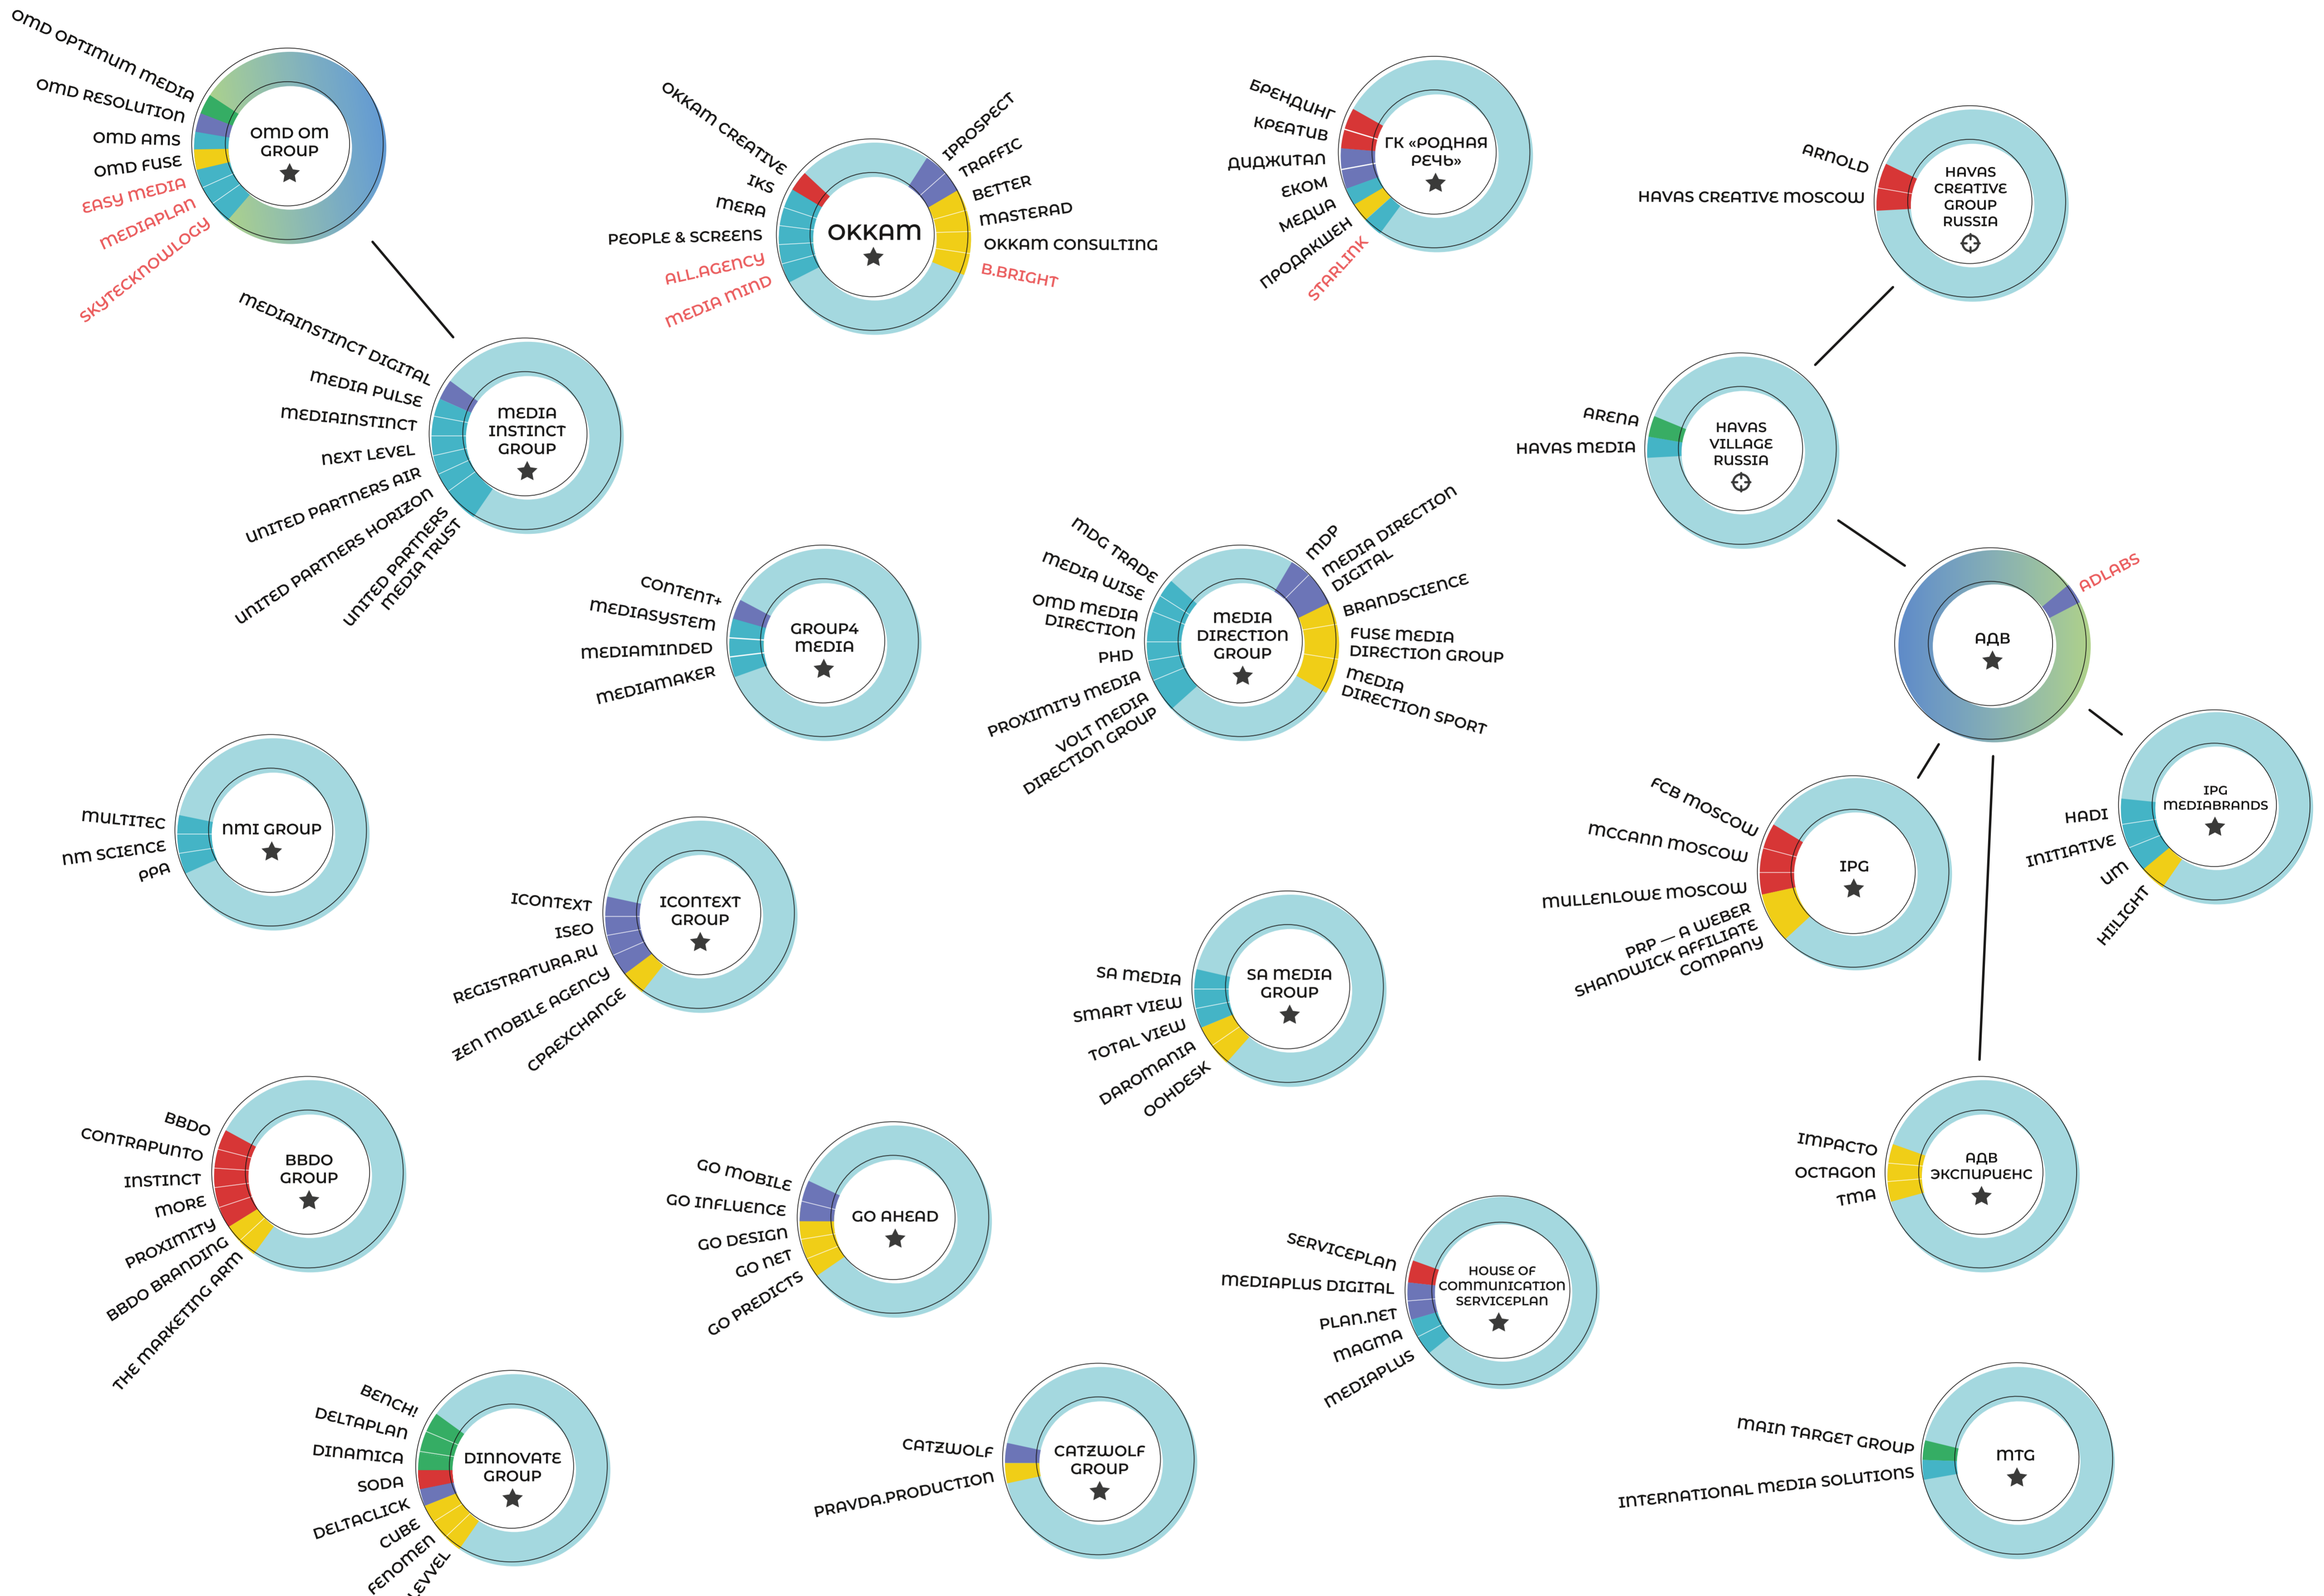 OMD OPTIMUM MEDIA
OMD RESOLUTION
OMD AMS
OMD FUSE
EASY MEDIA
MEDIAPLAN
SKYTECKNOWLOGY
OMD OM
GROUP
OKKAM CREATIVE
IKS
MERA
PEOPLE & SCREENS
ALL.AGENCY
MEDIA MIND
OKKAM
IPROSPECT
TRAFFIC
BETTER
MASTERAD
OKKAM CONSULTING
B.BRIGHT
БРЕНДИНГ
КРЕАТИВ
ДИДЖИТАЛ
ЕКОМ
МЕДИА
ПРОДАКШЕН
STARLINK
ГК «РОДНАЯ
РЕЧЬ»
ARNOLD
HAVAS CREATIVE MOSCOW
HAVAS
CREATIVE
GROUP
RUSSIA
MEDIAINSTINCT DIGITAL
MEDIA PULSE
MEDIAINSTINCT
NEXT LEVEL
UNITED PARTNERS AIR
UNITED PARTNERS HORIZON
UNITED PARTNERS
MEDIA TRUST
MEDIA
INSTINCT
GROUP
ARENA
HAVAS MEDIA
HAVAS
VILLAGE
RUSSIA
CONTENT+
MEDIASYSTEM
MEDIAMINDED
MEDIAMAKER
GROUP4
MEDIA
MDG TRADE
MEDIA WISE
OMD MEDIA
DIRECTION
PHD
PROXIMITY MEDIA
VOLT MEDIA
DIRECTION GROUP
MEDIA
DIRECTION
GROUP
MDP
MEDIA DIRECTION
DIGITAL
BRANDSCIENCE
FUSE MEDIA
DIRECTION GROUP
MEDIA
DIRECTION SPORT
АДВ
ADLABS
MULTITEC
NM SCIENCE
PPA
NMI GROUP
ICONTEXT
ISEO
REGISTRATURA.RU
ZEN MOBILE AGENCY
CPAEXCHANGE
ICONTEXT
GROUP
FCB MOSCOW
MCCANN MOSCOW
MULLENLOWE MOSCOW
PRP — A WEBER
SHANDWICK AFFILIATE
COMPANY
IPG
HADI
INITIATIVE
UM
HI!LIGHT
IPG
MEDIABRANDS
SA MEDIA
SMART VIEW
TOTAL VIEW
DAROMANIA
OOHDESK
SA MEDIA
GROUP
BBDO
CONTRAPUNTO
INSTINCT
MORE
PROXIMITY
BBDO BRANDING
THE MARKETING ARM
BBDO
GROUP
GO MOBILE
GO INFLUENCE
GO DESIGN
GO NET
GO PREDICTS
GO AHEAD
IMPACTO
OCTAGON
TMA
АДВ
ЭКСПИРИЕНС
SERVICEPLAN
MEDIAPLUS DIGITAL
PLAN.NET
MAGMA
MEDIAPLUS
HOUSE OF
COMMUNICATION
SERVICEPLAN
BENCH!
DELTAPLAN
DINAMICA
SODA
DELTACLICK
CUBE
FENOMEN
LEVVEL
DINNOVATE
GROUP
CATZWOLF
PRAVDA.PRODUCTION
CATZWOLF
GROUP
MAIN TARGET GROUP
INTERNATIONAL MEDIA SOLUTIONS
MTG